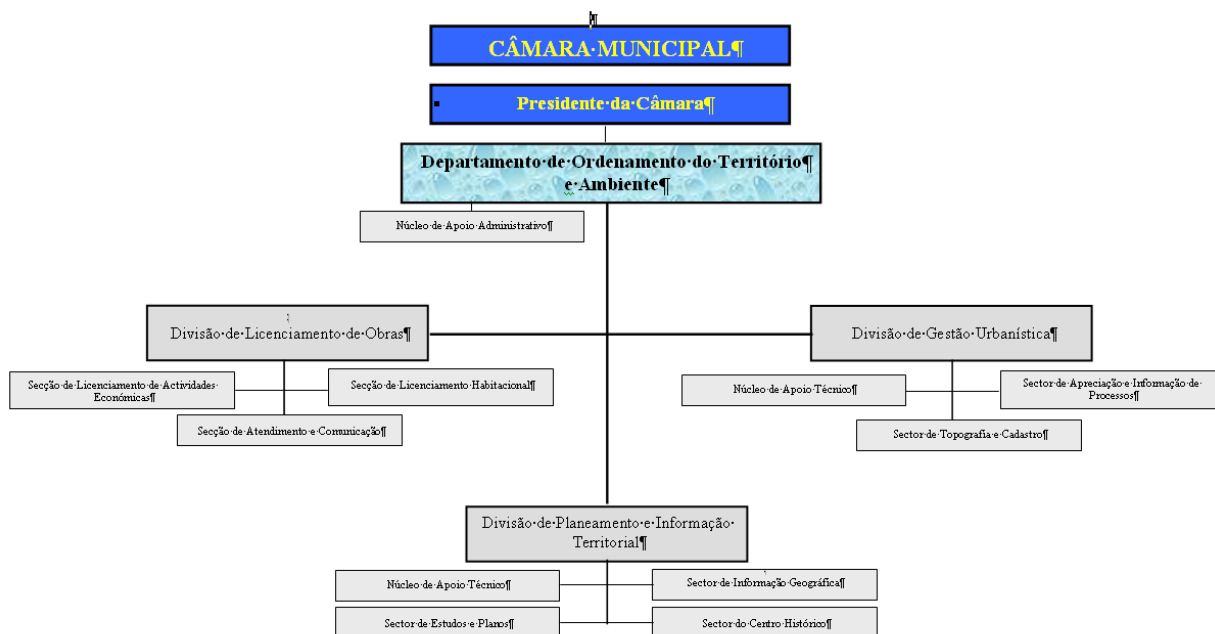 CÂMARA·MUNICIPAL¶
Presidente·da·Câmara¶
Departamento·de·Ordenamento·do·Território¶
e·Ambiente¶
Núcleo·de·Apoio·Administrativo¶
Divisão·de·Licenciamento·de·Obras¶
Divisão·de·Gestão·Urbanística¶
Secção·de·Licenciamento·de·Actividades·
Económicas¶
Secção·de·Licenciamento·Habitacional¶
Secção·de·Atendimento·e·Comunicação¶
Núcleo·de·Apoio·Técnico¶
Sector·de·Apreciação·e·Informação·de·
Processos¶
Sector·de·Topografia·e·Cadastro¶
Divisão·de·Planeamento·e·Informação·
Territorial¶
Núcleo·de·Apoio·Técnico¶
Sector·de·Informação·Geográfica¶
Sector·de·Estudos·e·Planos¶
Sector·do·Centro·Histórico¶